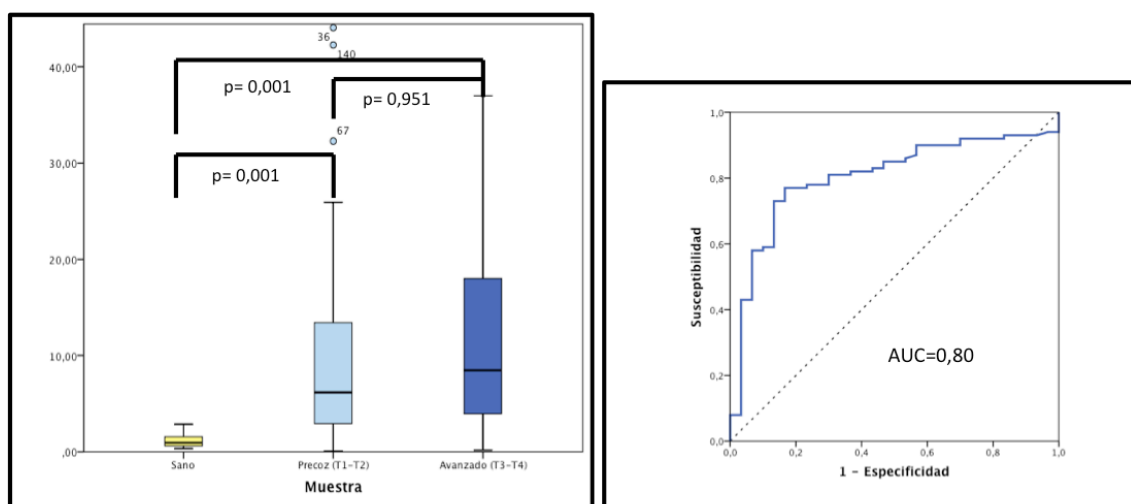 36
140
40,00
p= 0,001
p= 0,951
67
30,00
p= 0,001
20,00
10,00
,00
Sano
Precoz (T1-T2)
Avanzado (T3-T4)
Muestra
1,0
0,8
0,6
0,4
0,2
0,0
Susceptibilidad
AUC=0,80
0,0
0,2
0,4
0,6
0,8
1,0
1 - Especificidad